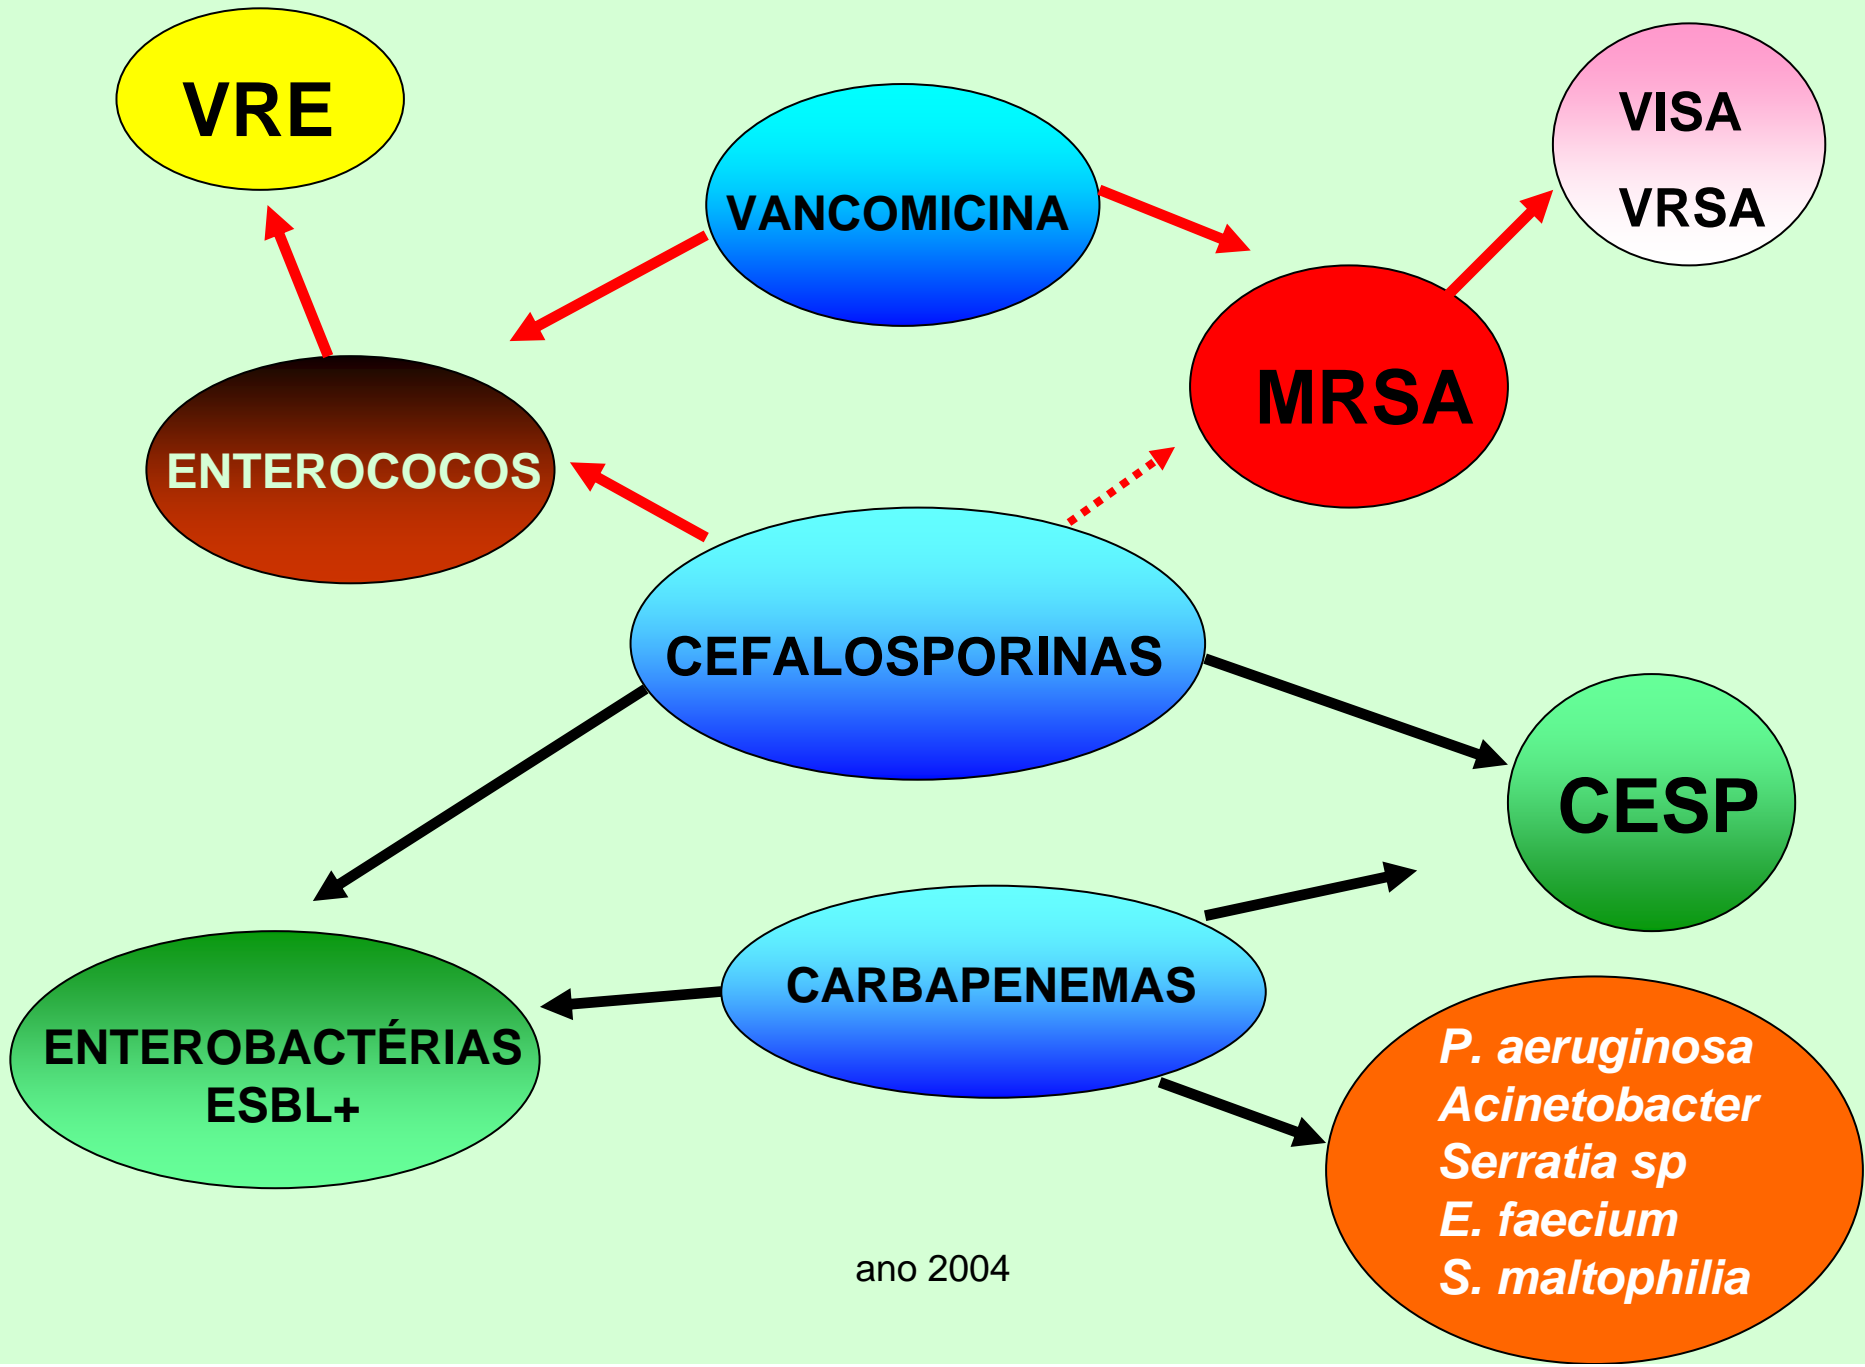 VRE
VANCOMICINA
VISA
VRSA
MRSA
ENTEROCOCOS
CEFALOSPORINAS
CESP
CARBAPENEMAS
ENTEROBACTÉRIAS
ESBL+
P. aeruginosa
Acinetobacter
Serratia sp
E. faecium
S. maltophilia
ano 2004